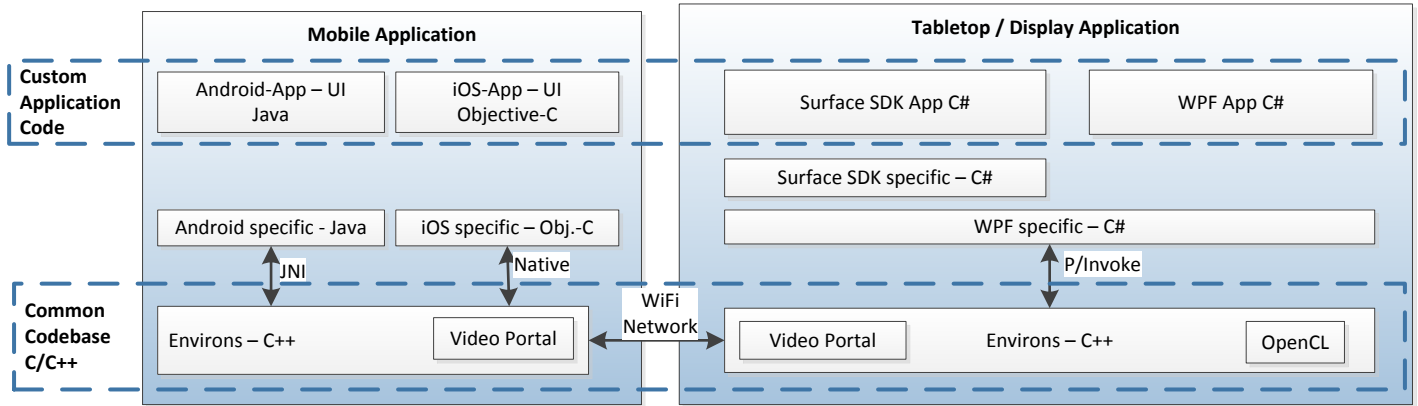 Mobile Application
Tabletop / Display Application
Custom
Application
Code
Android-App – UI
Java
iOS-App – UI
Objective-C
Surface SDK App C#
WPF App C#
Surface SDK specific – C#
Android specific - Java
iOS specific – Obj.-C
WPF specific – C#
JNI
Native
P/Invoke
Common
Codebase
C/C++
Environs – C++
Video Portal
WiFi
Network
Video Portal
Environs – C++
OpenCL